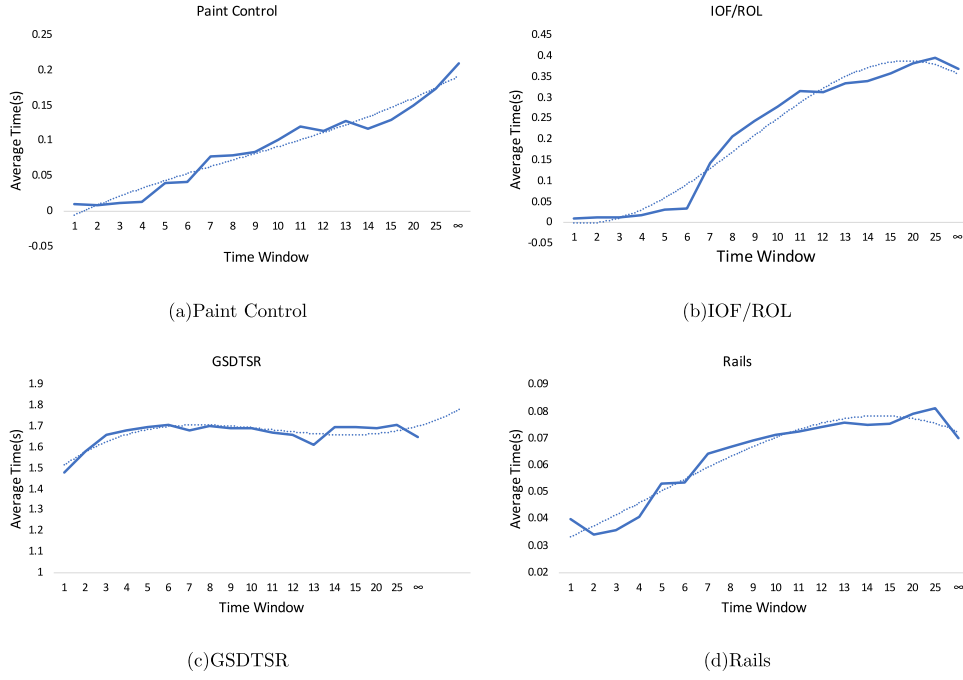 Paint Control
0.25
0.2
0.15
0.1
0.05
0
-0.05
Average Time(s)
1 2 3 4 5 6 7 8 9 10 11 12 13 14 15 20 25 ∞
Time Window
(a)Paint Control
IOF/ROL
0.45
0.4
0.35
0.3
0.25
0.2
0.15
0.1
0.05
0
-0.05
Average Time(s)
1 2 3 4 5 6 7 8 9 10 11 12 13 14 15 20 25 ∞
Time Window
(b)IOF/ROL
GSDTSR
1.9
1.8
1.7
1.6
1.5
1.4
1.3
1.2
1.1
1
Average Time(s)
1 2 3 4 5 6 7 8 9 10 11 12 13 14 15 20 25 ∞
Time Window
(c)GSDTSR
Rails
0.09
0.08
0.07
0.06
0.05
0.04
0.03
0.02
Average Time(s)
1 2 3 4 5 6 7 8 9 10 11 12 13 14 15 20 25 ∞
Time Window
(d)Rails